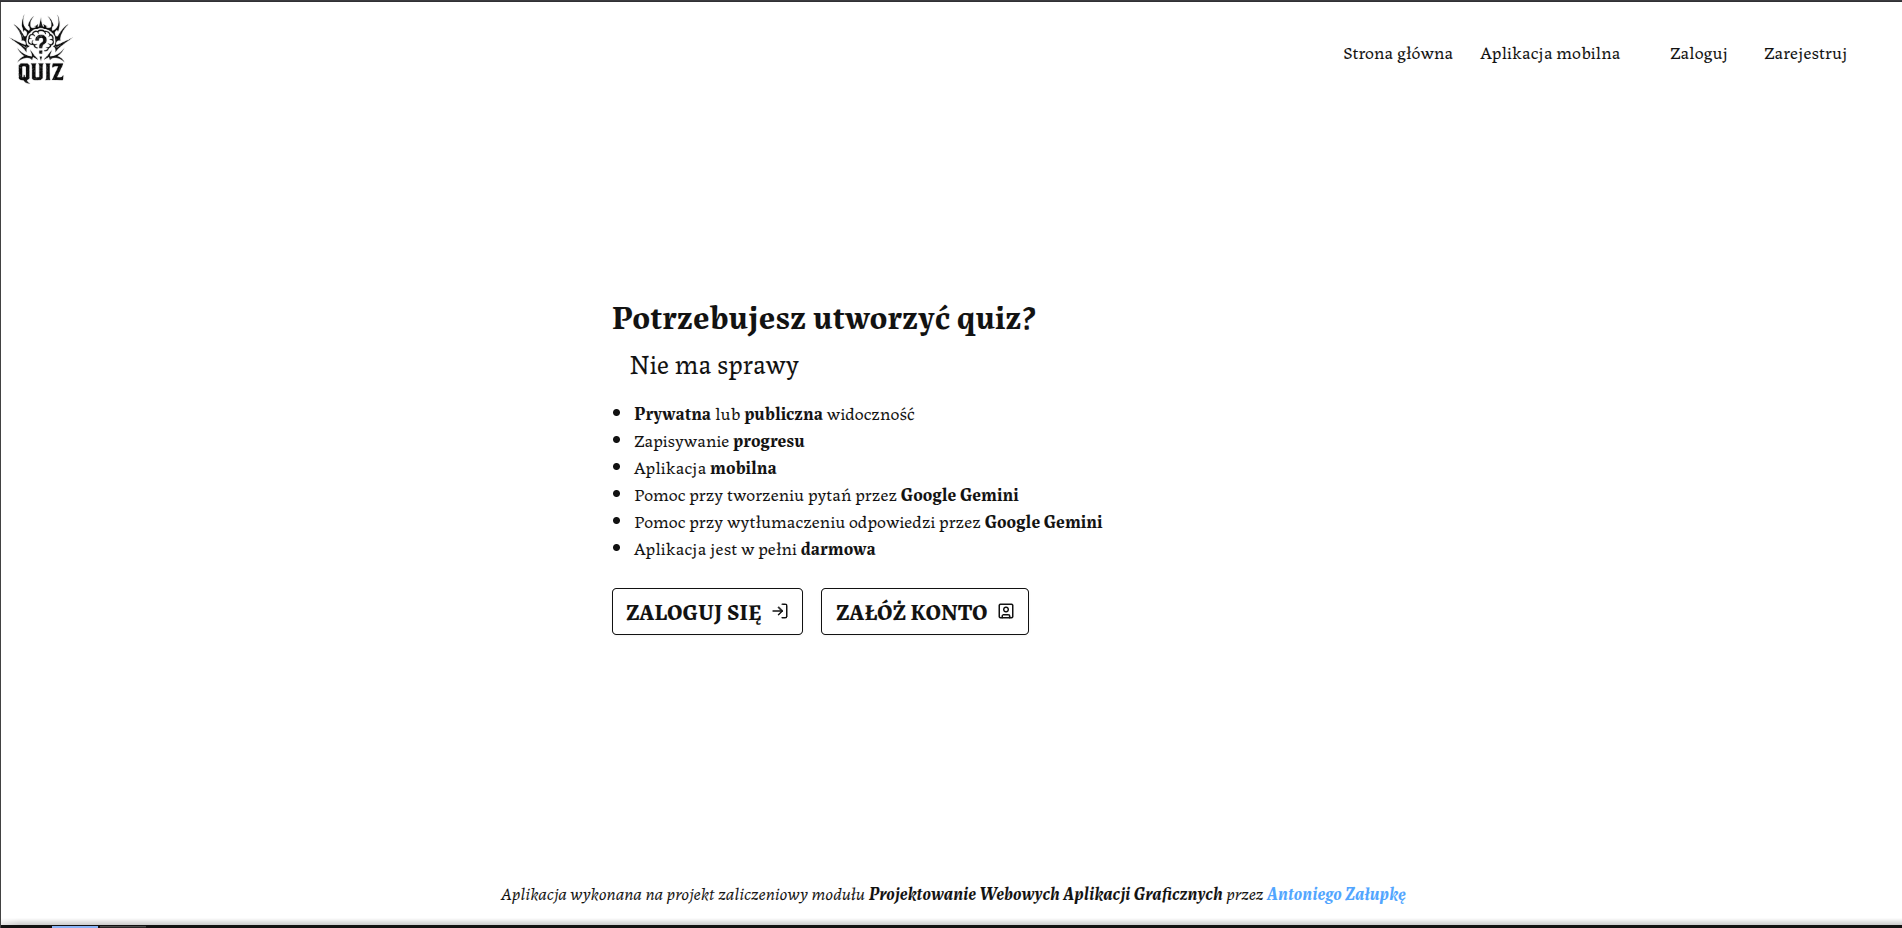 ?
QUIZ
Strona główna Aplikacja mobilna Zaloguj Zarejestruj
Potrzebujesz utworzyć quiz?
Nie ma sprawy
• Prywatna lub publiczna widoczność
• Zapisywanie progresu
• Aplikacja mobilna
• Pomoc przy tworzeniu pytań przez Google Gemini
• Pomoc przy wytłumaczeniu odpowiedzi przez Google Gemini
• Aplikacja jest w pełni darmowa
ZALOGUJ SIĘ ZAŁÓŻ KONTO
Aplikacja wykonana na projekt zaliczeniowy modułu Projektowanie Webowych Aplikacji Graficznych przez Antoniego Załupkę